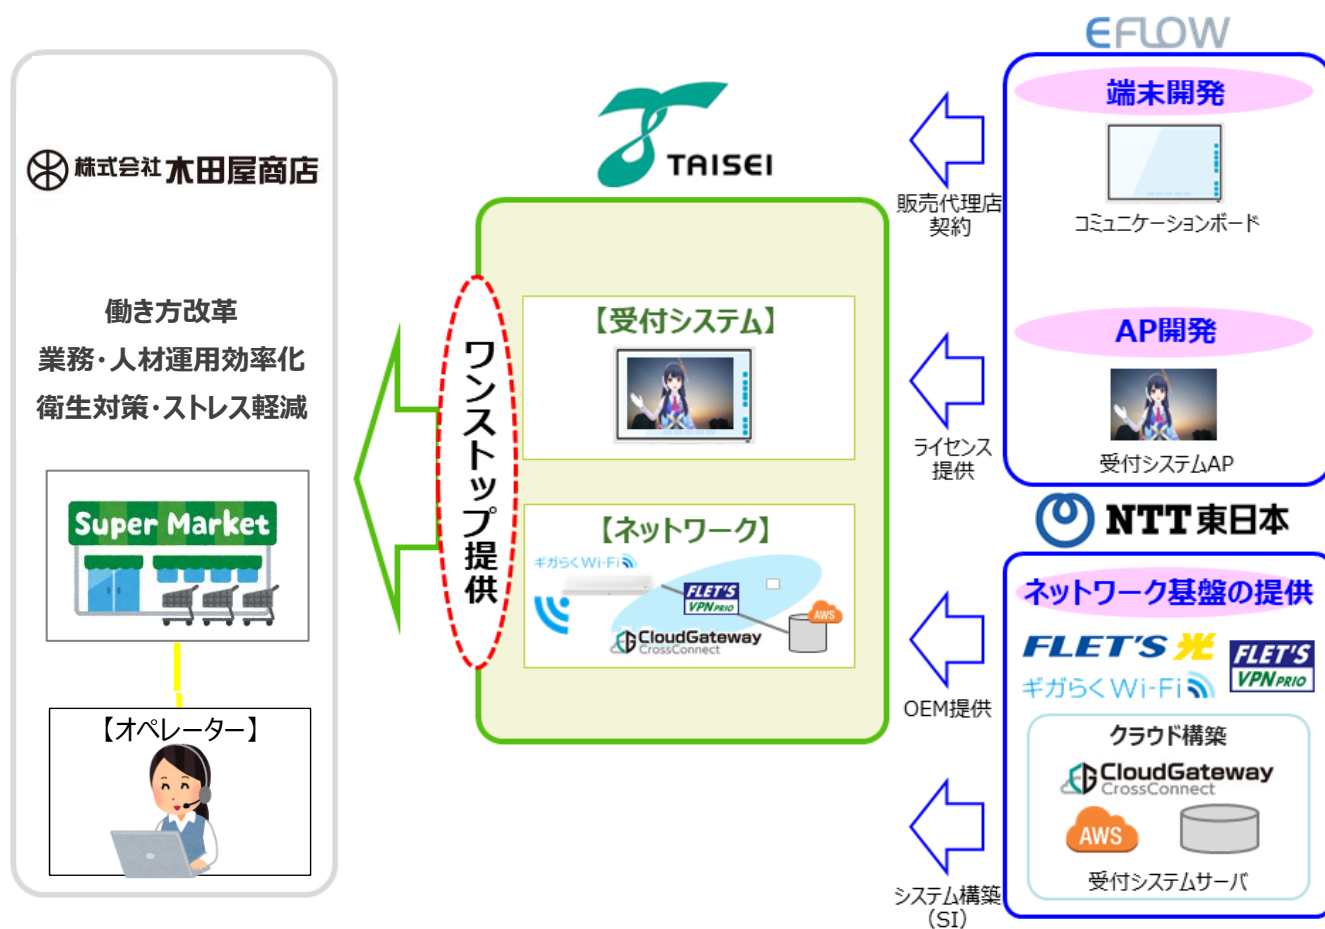 株式会社 木田屋商店
働き方改革
業務・人材運用効率化
衛生対策・ストレス軽減
Super Market
【オペレーター】
ワンストップ提供
TAISEI
【受付システム】
【ネットワーク】
ギガらくWi-Fi
FLET'S
VPN PRIO
AWS
CloudGateway
CrossConnect
販売代理店
契約
ライセンス
提供
OEM提供
システム構築
（SI）
EFLOW
端末開発
コミュニケーションボード
AP開発
受付システムAP
NTT東日本
ネットワーク基盤の提供
FLET'S 光
FLET'S
VPN PRIO
ギガらくWi-Fi
クラウド構築
CloudGateway
CrossConnect
AWS
受付システムサーバ